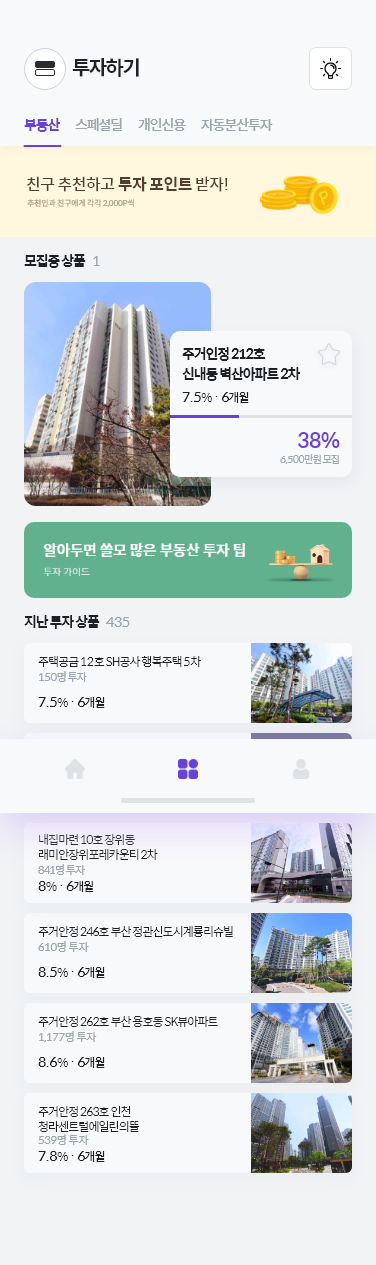 투자하기
부동산 스페셜딜 개인신용 자동분산투자
친구 추천하고 투자 포인트 받자!
추천인과 친구에게 각각 2,000P씩
모집중 상품 1
주거안정 212호
신내동 벽산아파트 2차
7.5% · 6개월
38%
6,500만원 모집
알아두면 쓸모 많은 부동산 투자 팁
투자 가이드
지난 투자 상품 435
주택공급 12호 SH공사 행복주택 5차
150명 투자
7.5% · 6개월
내집마련 10호 장위동
래미안장위포레카운티 2차
841명 투자
8% · 6개월
주거안정 246호 부산 정관신도시계룡리슈빌
610명 투자
8.5% · 6개월
주거안정 262호 부산 용호동 SK뷰아파트
1,177명 투자
8.6% · 6개월
주거안정 263호 인천
청라센트럴에일린의뜰
539명 투자
7.8% · 6개월